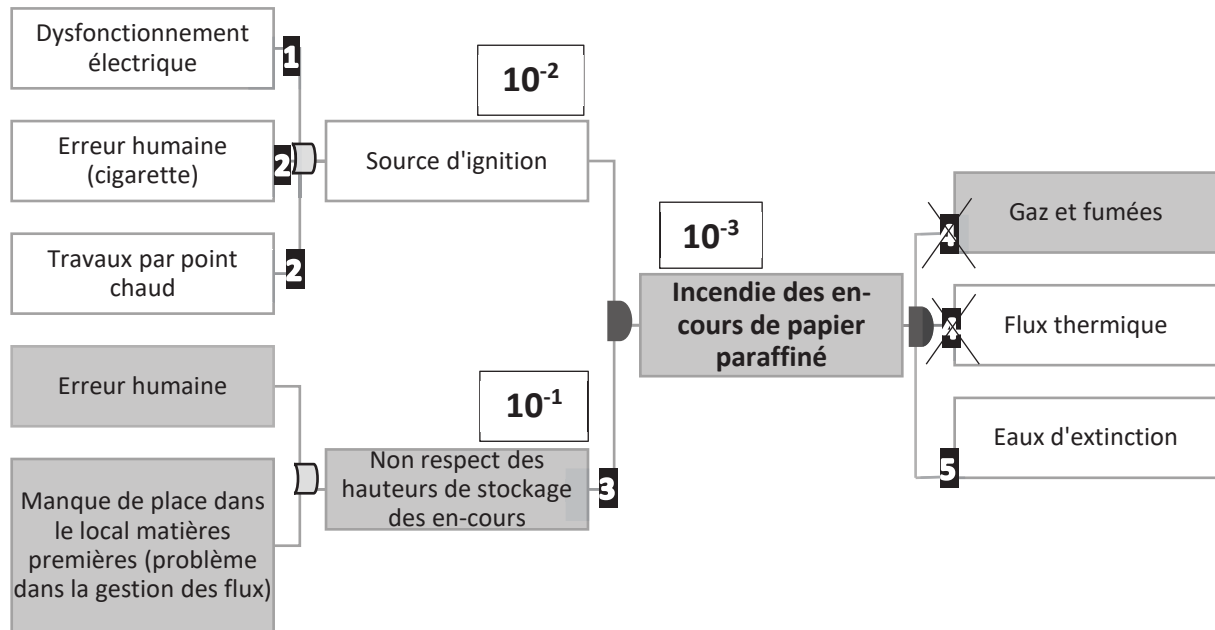 Dysfonctionnement
électrique
1
10-2
Erreur humaine
(cigarette)
2
Source d'ignition
Travaux par point
chaud
2
Erreur humaine
10-1
Manque de place dans
le local matières
premières (problème
dans la gestion des flux)
Non respect des
hauteurs de stockage
des en-cours
3
10-3
Incendie des en-
cours de papier
paraffiné
Gaz et fumées
4
Flux thermique
Eaux d'extinction
5